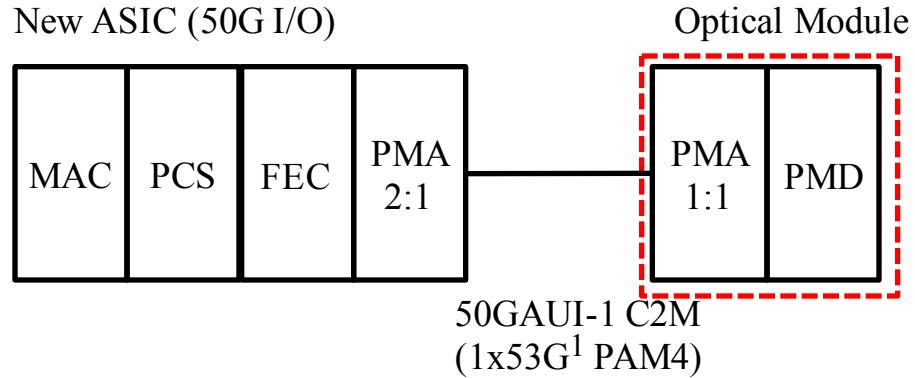 New ASIC (50G I/O)
Optical Module
MAC
PCS
FEC
PMA
2:1
PMA
1:1
PMD
50GAUI-1 C2M
(1x53G¹ PAM4)